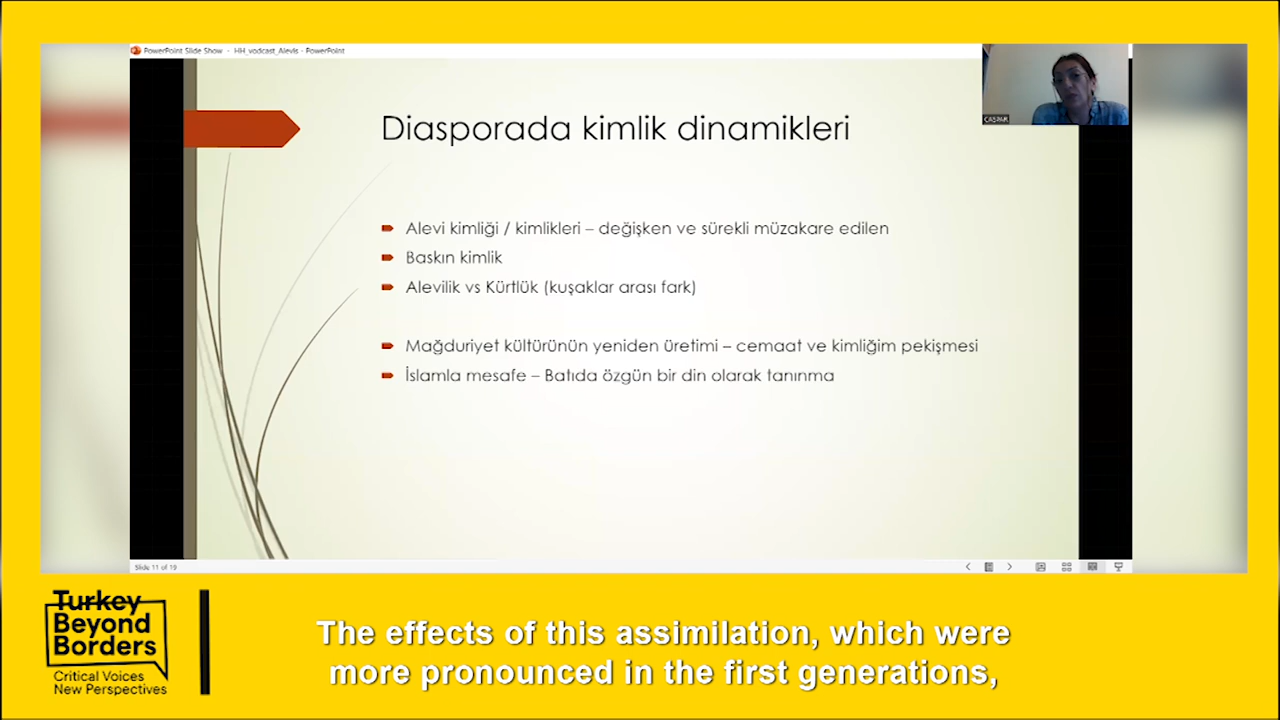 PowerPoint Slide Show - HH_vodcast_Alevis - PowerPoint
CASPAR
Diasporada kimlik dinamikleri
Alevi kimliği / kimlikleri – değişken ve sürekli müzakare edilen
Baskın kimlik
Alevilik vs Kürtlük (kuşaklar arası fark)
Mağduriyet kültürünün yeniden üretimi – cemaat ve kimliğim pekişmesi
İslamla mesafe – Batıda özgün bir din olarak tanınma
Slide 11 of 19
Turkey
Beyond
Borders
Critical Voices
New Perspectives
The effects of this assimilation, which were
more pronounced in the first generations,